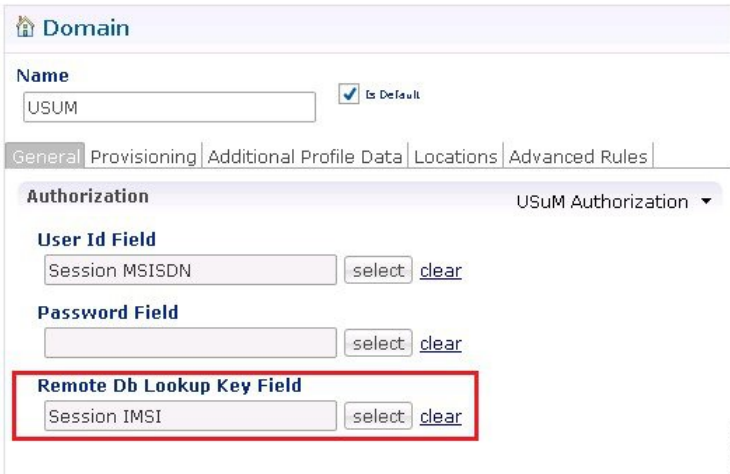 Domain
Name
Is Default
USUM
General Provisioning Additional Profile Data Locations Advanced Rules
Authorization
USuM Authorization
User Id Field
Session MSISDN select clear
Password Field
select clear
Remote Db Lookup Key Field
Session IMSI select clear